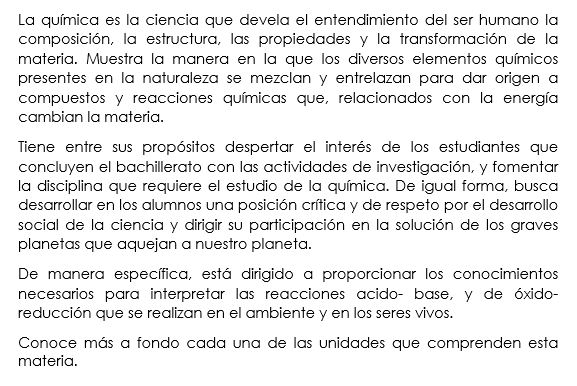 La química es la ciencia que devela el entendimiento del ser humano la
composición, la estructura, las propiedades y la transformación de la
materia. Muestra la manera en la que los diversos elementos químicos
presentes en la naturaleza se mezclan y entrelazan para dar origen a
compuestos y reacciones químicas que, relacionados con la energía
cambian la materia.
Tiene entre sus propósitos despertar el interés de los estudiantes que
concluyen el bachillerato con las actividades de investigación, y fomentar
la disciplina que requiere el estudio de la química. De igual forma, busca
desarrollar en los alumnos una posición crítica y de respeto por el desarrollo
social de la ciencia y dirigir su participación en la solución de los graves
planetas que aquejan a nuestro planeta.
De manera específica, está dirigido a proporcionar los conocimientos
necesarios para interpretar las reacciones acido- base, y de óxido-
reducción que se realizan en el ambiente y en los seres vivos.
Conoce más a fondo cada una de las unidades que comprenden esta
materia.